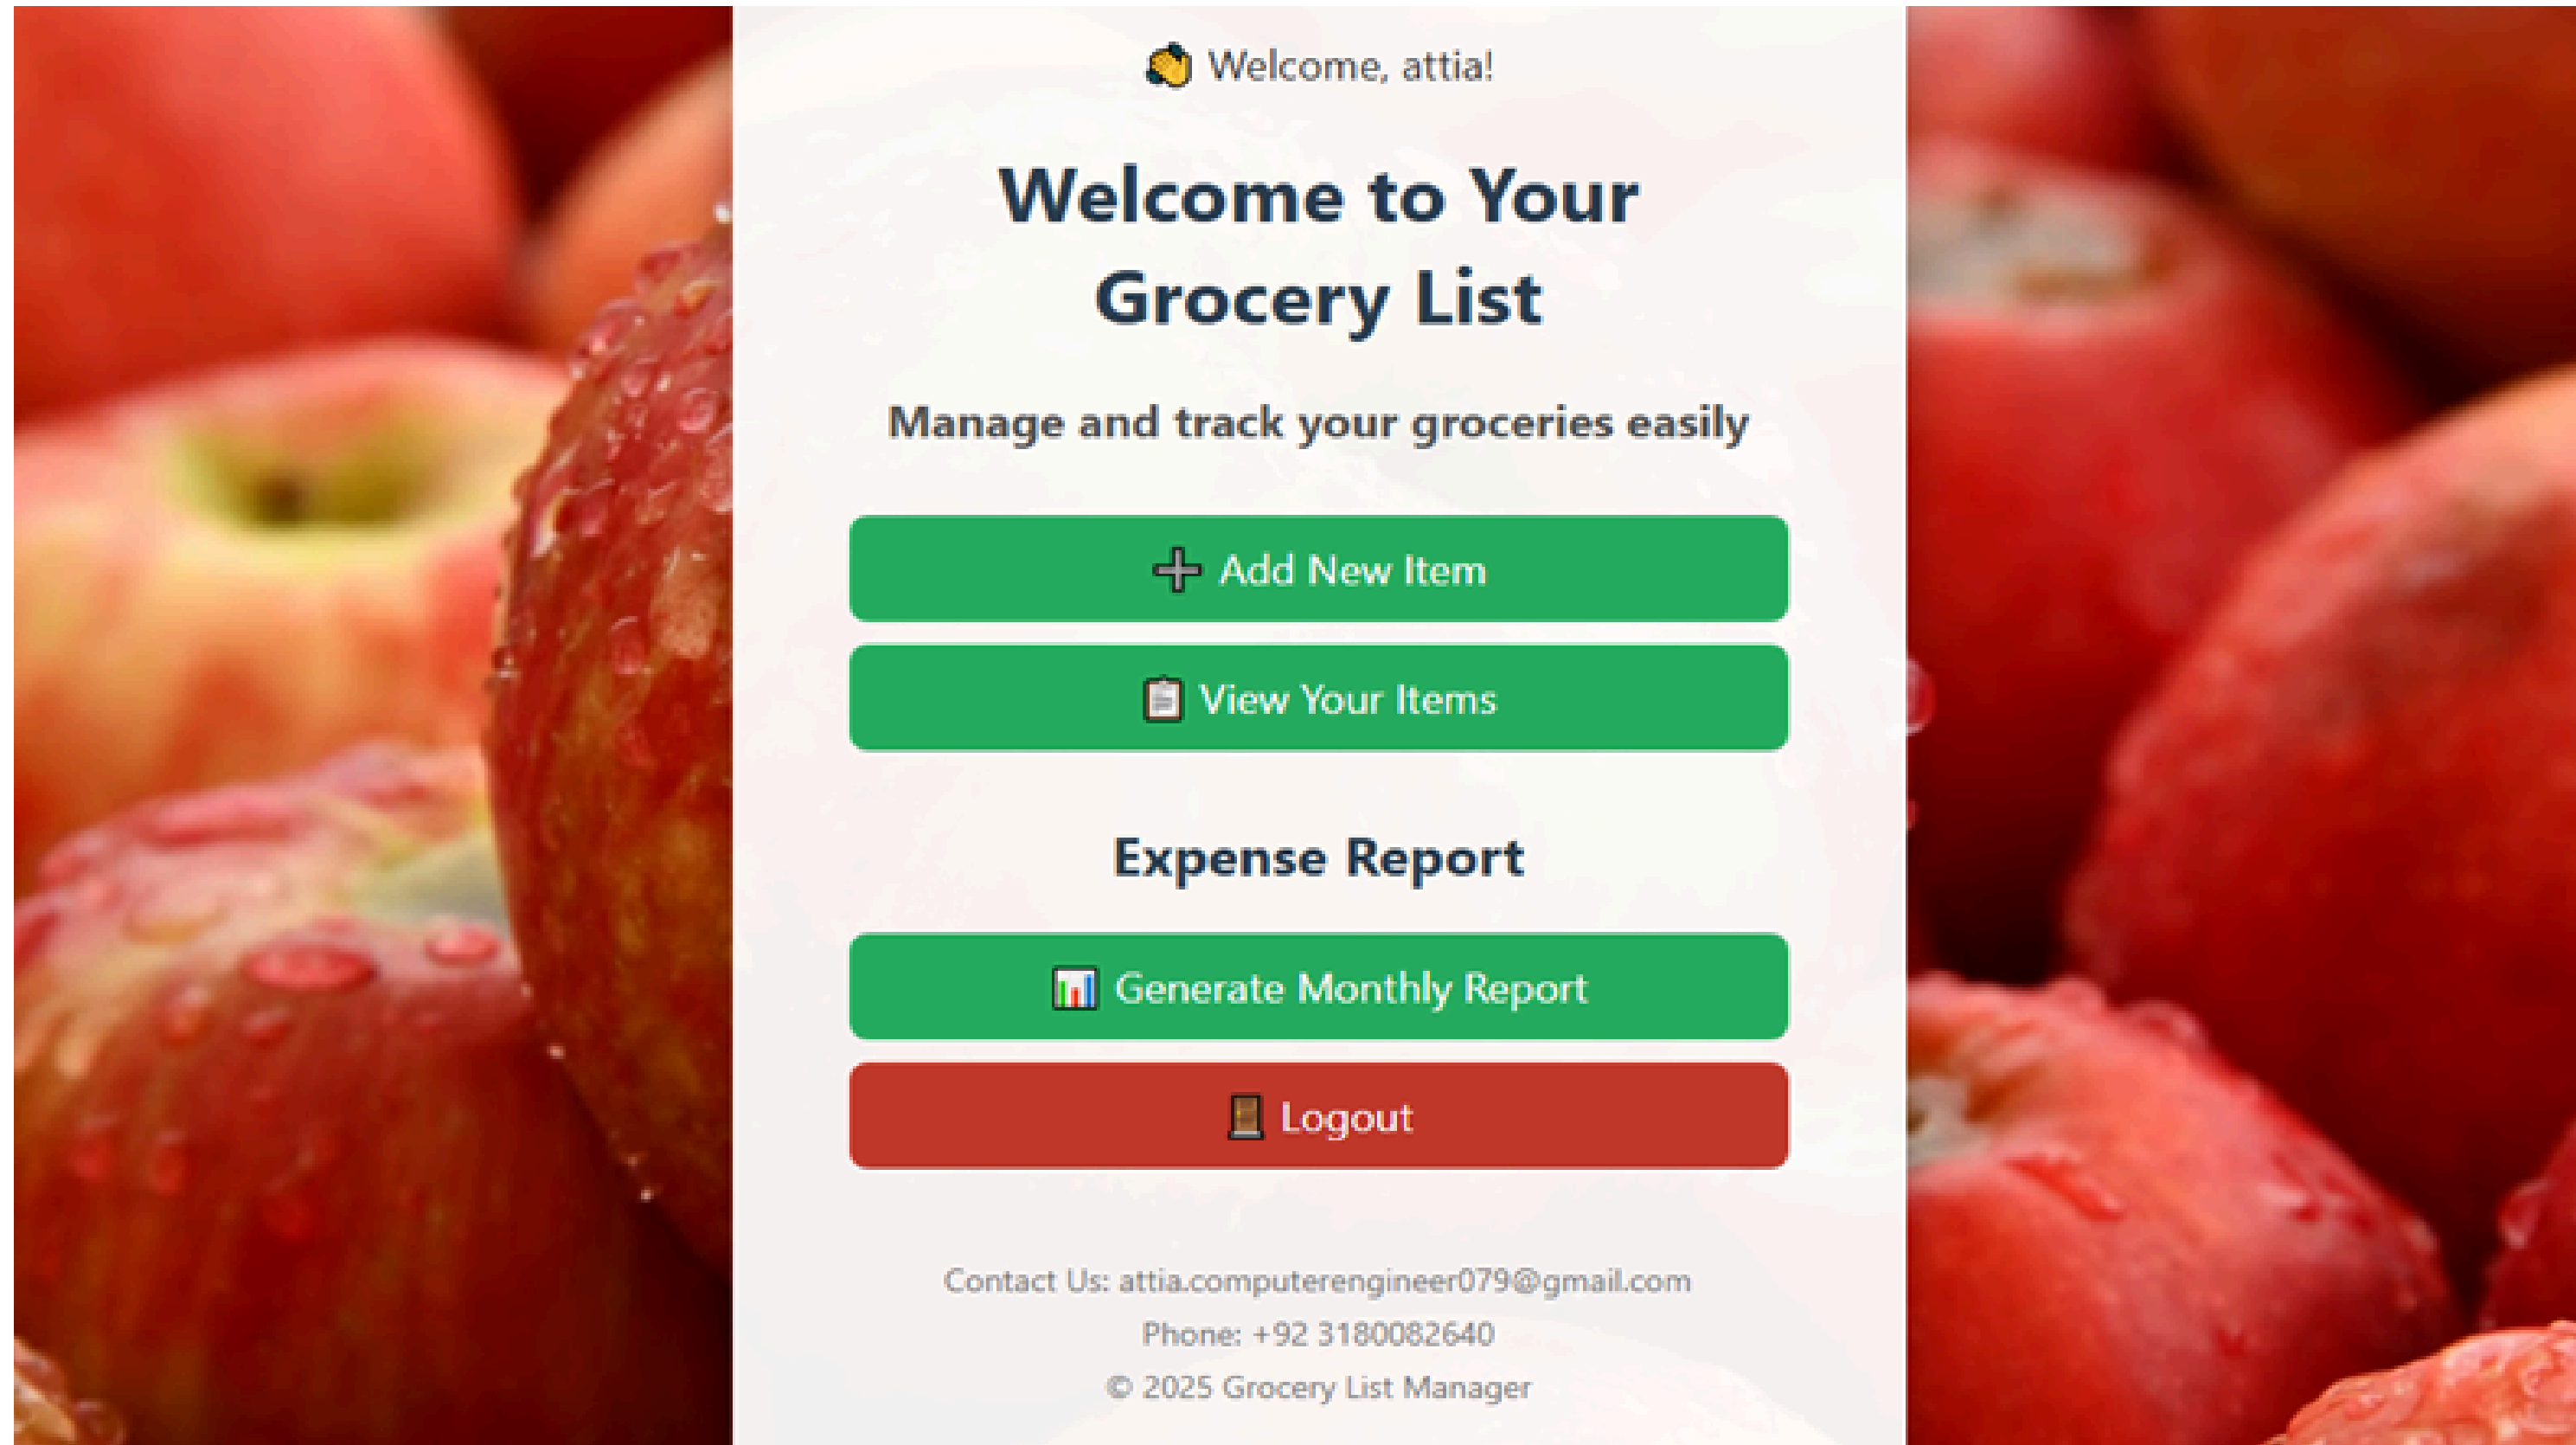 Welcome, attia!
Welcome to Your
Grocery List
Manage and track your groceries easily
Add New Item
View Your Items
Expense Report
Generate Monthly Report
Logout
Contact Us: attia.computerengineer079@gmail.com
Phone: +92 3180082640
© 2025 Grocery List Manager